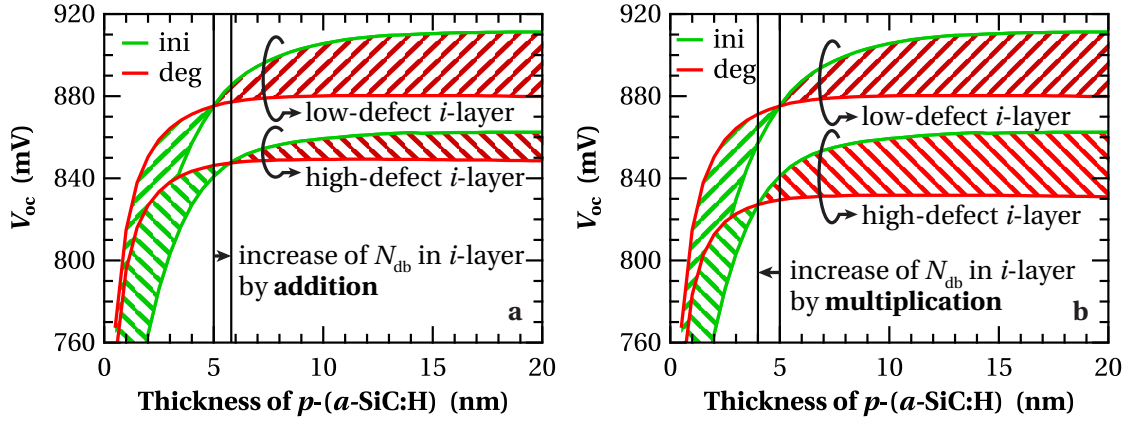 920
880
840
800
760
V_oc (mV)
ini
deg
low-defect i-layer
high-defect i-layer
increase of N_db in i-layer
by addition
a
0
5
10
15
20
Thickness of p-(a-SiC:H) (nm)
920
880
840
800
760
V_oc (mV)
ini
deg
low-defect i-layer
high-defect i-layer
increase of N_db in i-layer
by multiplication
b
0
5
10
15
20
Thickness of p-(a-SiC:H) (nm)